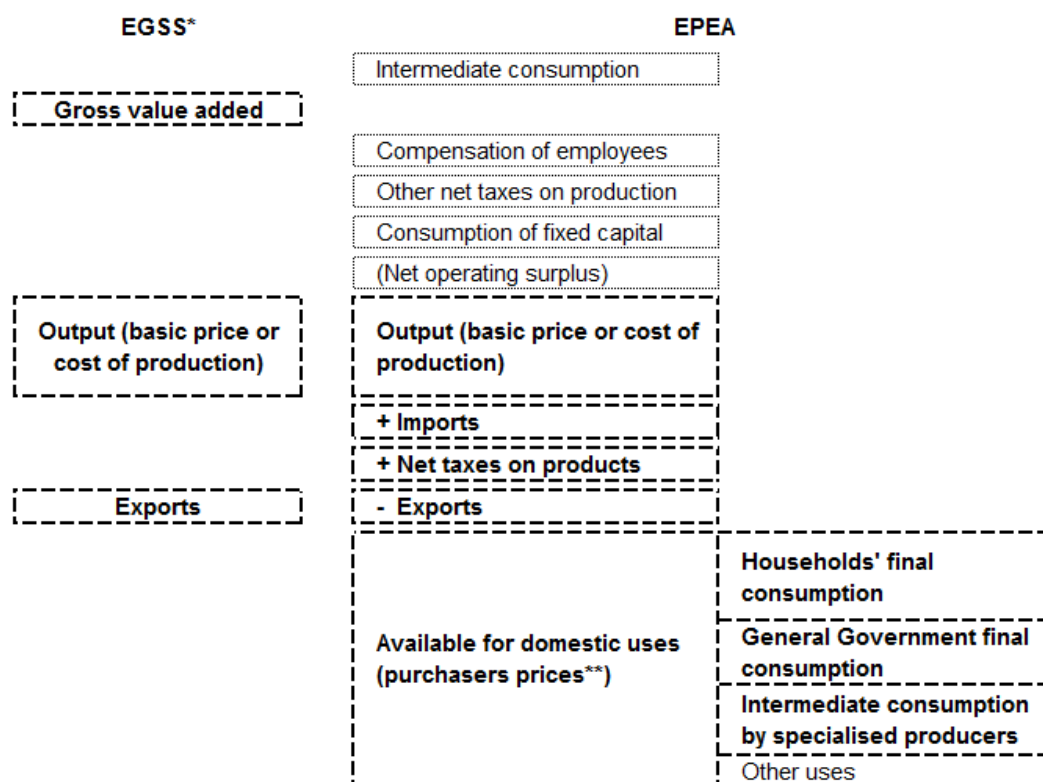 EGSS*
EPEA
Intermediate consumption
Gross value added
Compensation of employees
Other net taxes on production
Consumption of fixed capital
(Net operating surplus)
Output (basic price or
cost of production)
Output (basic price or cost of
production)
+ Imports
+ Net taxes on products
Exports
- Exports
Available for domestic uses
(purchasers prices**)
Households' final
consumption
General Government final
consumption
Intermediate consumption
by specialised producers
Other uses